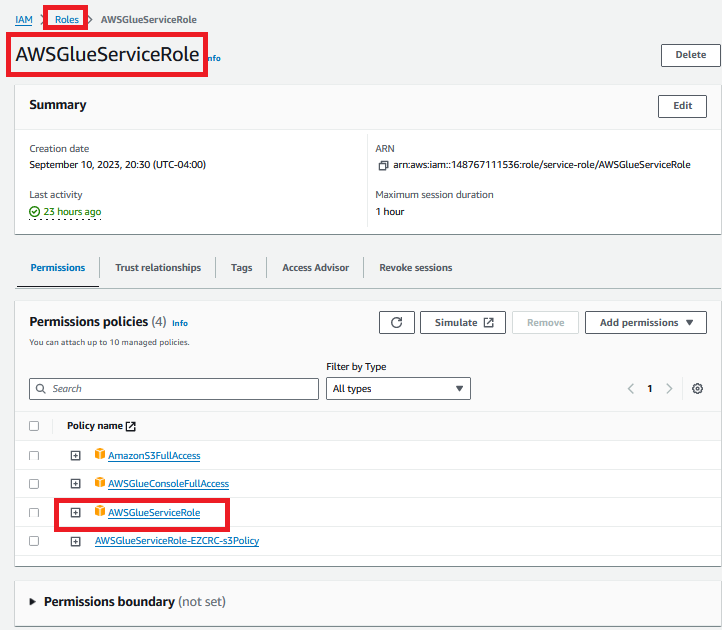 IAM > Roles > AWSGlueServiceRole
AWSGlueServiceRole Info
Delete
Summary
Edit
Creation date
September 10, 2023, 20:30 (UTC-04:00)
ARN
arn:aws:iam::148767111536:role/service-role/AWSGlueServiceRole
Last activity
23 hours ago
Maximum session duration
1 hour
Permissions Trust relationships Tags Access Advisor Revoke sessions
Permissions policies (4) Info
You can attach up to 10 managed policies.
Simulate Remove Add permissions
Filter by Type
Search
All types
1
Policy name
AmazonS3FullAccess
AWSGlueConsoleFullAccess
AWSGlueServiceRole
AWSGlueServiceRole-EZCRC-s3Policy
Permissions boundary (not set)